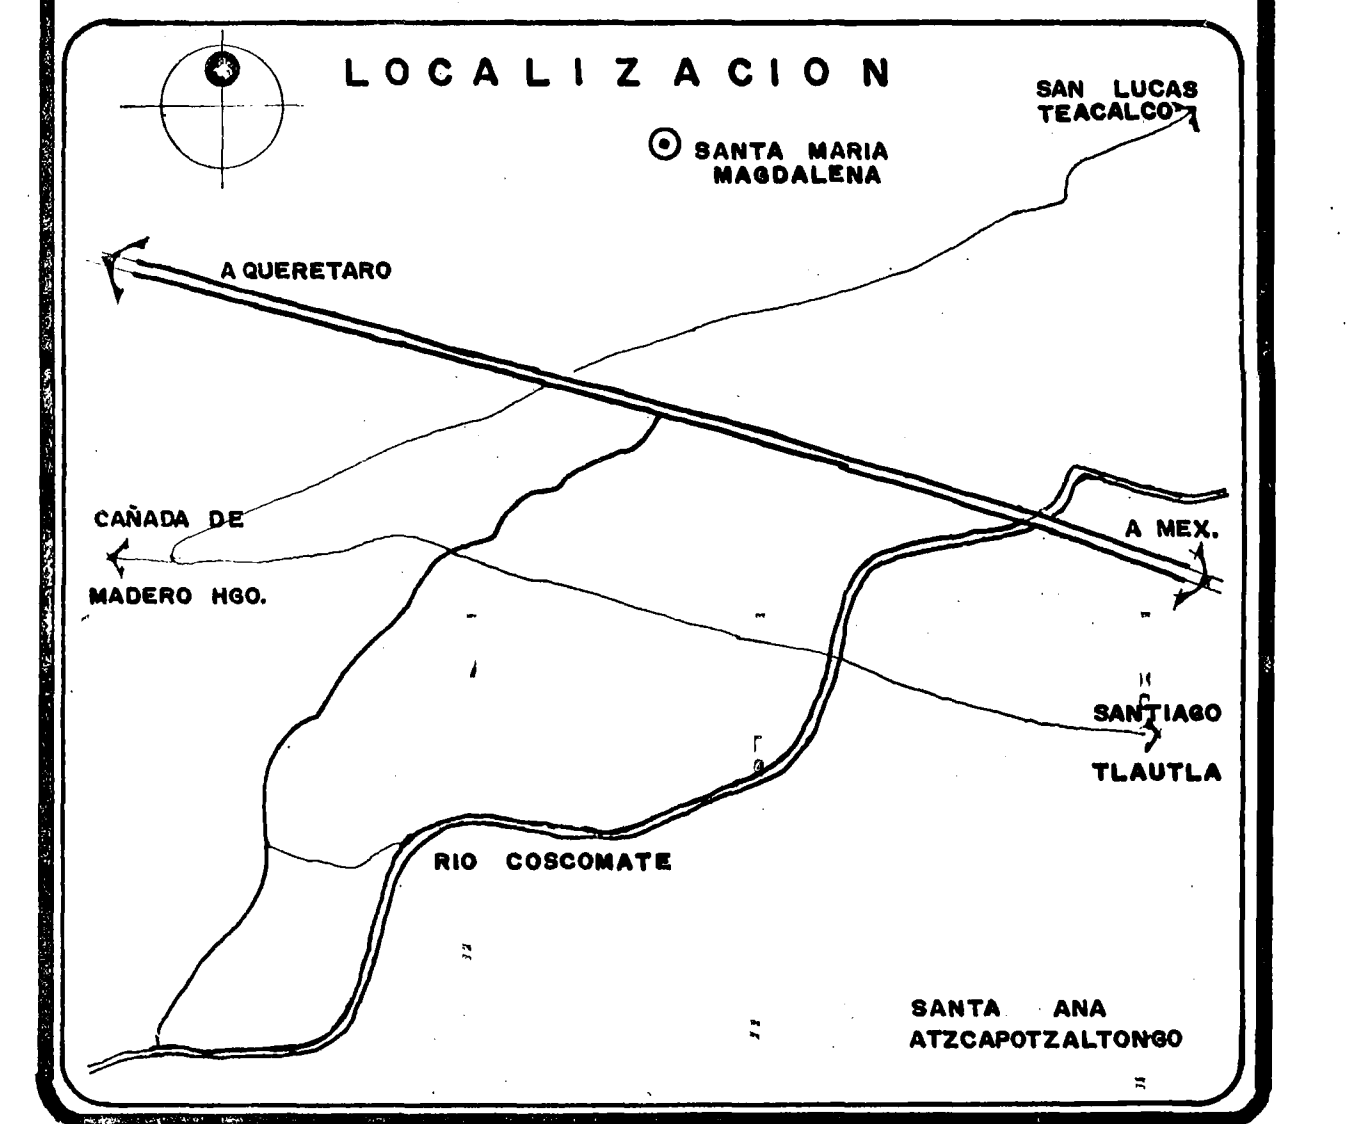 LOCALIZACION
SAN LUCAS
TEACALCO
SANTA MARIA
MAGDALENA
A QUERETARO
CAÑADA DE
MADERO HGO.
A MEX.
SANTIAGO
TLAUTLA
RIO COSCOMATE
SANTA ANA
ATZCAPOTZALTONGO